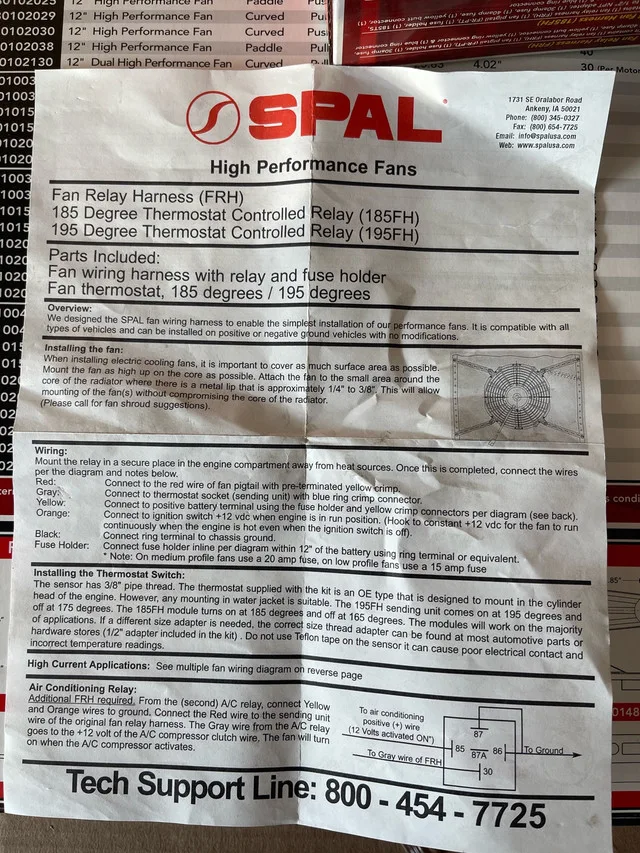 01020025 12" High Performance Fan Curved
01020029 12" High Performance Fan Curved Pus
01020030 12" High Performance Fan Curved Pull
01020038 12" High Performance Fan Paddle Pull
01020130 12" Dual High Performance Fan Curved
4.02"
30 (Per Motor
SPAL
1731 SE Oralabor Road
Ankeny, IA 50021
Phone: (800) 345-0327
Fax: (800) 654-7725
Email: info@spalusa.com
Web: www.spalusa.com
High Performance Fans
Fan Relay Harness (FRH)
185 Degree Thermostat Controlled Relay (185FH)
195 Degree Thermostat Controlled Relay (195FH)
Parts Included:
Fan wiring harness with relay and fuse holder
Fan thermostat, 185 degrees / 195 degrees
Overview:
We designed the SPAL fan wiring harness to enable the simplest installation of our performance fans. It is compatible with all
types of vehicles and can be installed on positive or negative ground vehicles with no modifications.
Installing the fan:
When installing electric cooling fans, it is important to cover as much surface area as possible.
Mount the fan as high up on the core as possible. Attach the fan to the small area around the
core of the radiator where there is a metal lip that is approximately 1/4" to 3/8". This will allow
mounting of the fan(s) without compromising the core of the radiator.
(Please call for fan shroud suggestions).
Wiring:
Mount the relay in a secure place in the engine compartment away from heat sources. Once this is completed, connect the wires
per the diagram and notes below.
Red: Connect to the red wire of fan pigtail with pre-terminated yellow crimp.
Gray: Connect to thermostat socket (sending unit) with blue ring crimp connector.
Yellow: Connect to positive battery terminal using the fuse holder and yellow crimp connectors per diagram (see back).
Orange: Connect to ignition switch +12 vdc when engine is in run position. (Hook to constant +12 vdc for the fan to run
continuously when the engine is not even when the ignition switch is off).
Black: Connect ring terminal to chassis ground.
Fuse Holder: Connect fuse holder inline per diagram within 12" of the battery using ring terminal or equivalent.
* Note: On medium profile fans use a 20 amp fuse, on low profile fans use a 15 amp fuse
Installing the Thermostat Switch:
The sensor has 3/8" pipe thread. The thermostat supplied with the kit is an OE type that is designed to mount in the cylinder
head of the engine. However, any mounting in water jacket is suitable. The 195FH sending unit comes on at 195 degrees and
off at 175 degrees. The 185FH module turns on at 185 degrees and off at 165 degrees. The modules will work on the majority
of applications. If a different size adapter is needed, the correct size thread adapter can be found at most automotive parts or
hardware stores (1/2" adapter included in the kit) . Do not use Teflon tape on the sensor it can cause poor electrical contact and
incorrect temperature readings.
High Current Applications: See multiple fan wiring diagram on reverse page
Air Conditioning Relay:
Additional FRH required. From the (second) A/C relay, connect Yellow
and Orange wires to ground. Connect the Red wire to the sending unit
wire of the original fan relay harness. The Gray wire from the A/C relay
goes to the +12 volt of the A/C compressor clutch wire. The fan will turn
on when the A/C compressor activates.
To air conditioning
positive (+) wire
(12 Volts activated ON")
To Gray wire of FRH
87
85
87A
86
30
To Ground
Tech Support Line: 800 - 454 - 7725